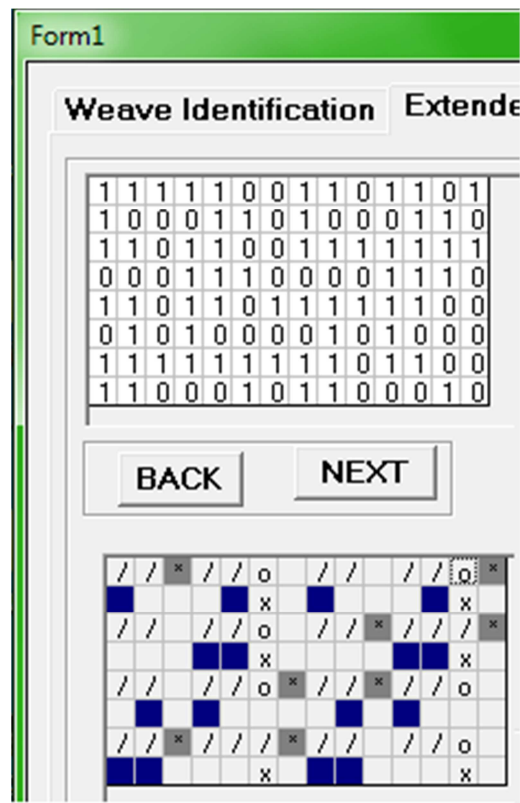 Form1
Weave Identification Extende
1 1 1 1 1 0 0 1 1 0 1 1 0 1
1 0 0 0 1 1 0 1 0 0 0 1 1 0
1 1 0 1 1 0 0 1 1 1 1 1 1 1
0 0 0 1 1 1 0 0 0 0 1 1 1 0
1 1 0 1 1 0 1 1 1 1 1 1 0 0
0 1 0 1 0 0 0 0 1 0 1 0 0 0
1 1 1 1 1 1 1 1 1 0 1 1 0 0
1 1 0 0 0 1 0 1 1 0 0 0 1 0
BACK NEXT
/ / * / / o / / / / o *
x x
/ / / / o / / * / / / *
x x
/ / / / o * / / * / / o
/ / * / / / * / / / / o
x x